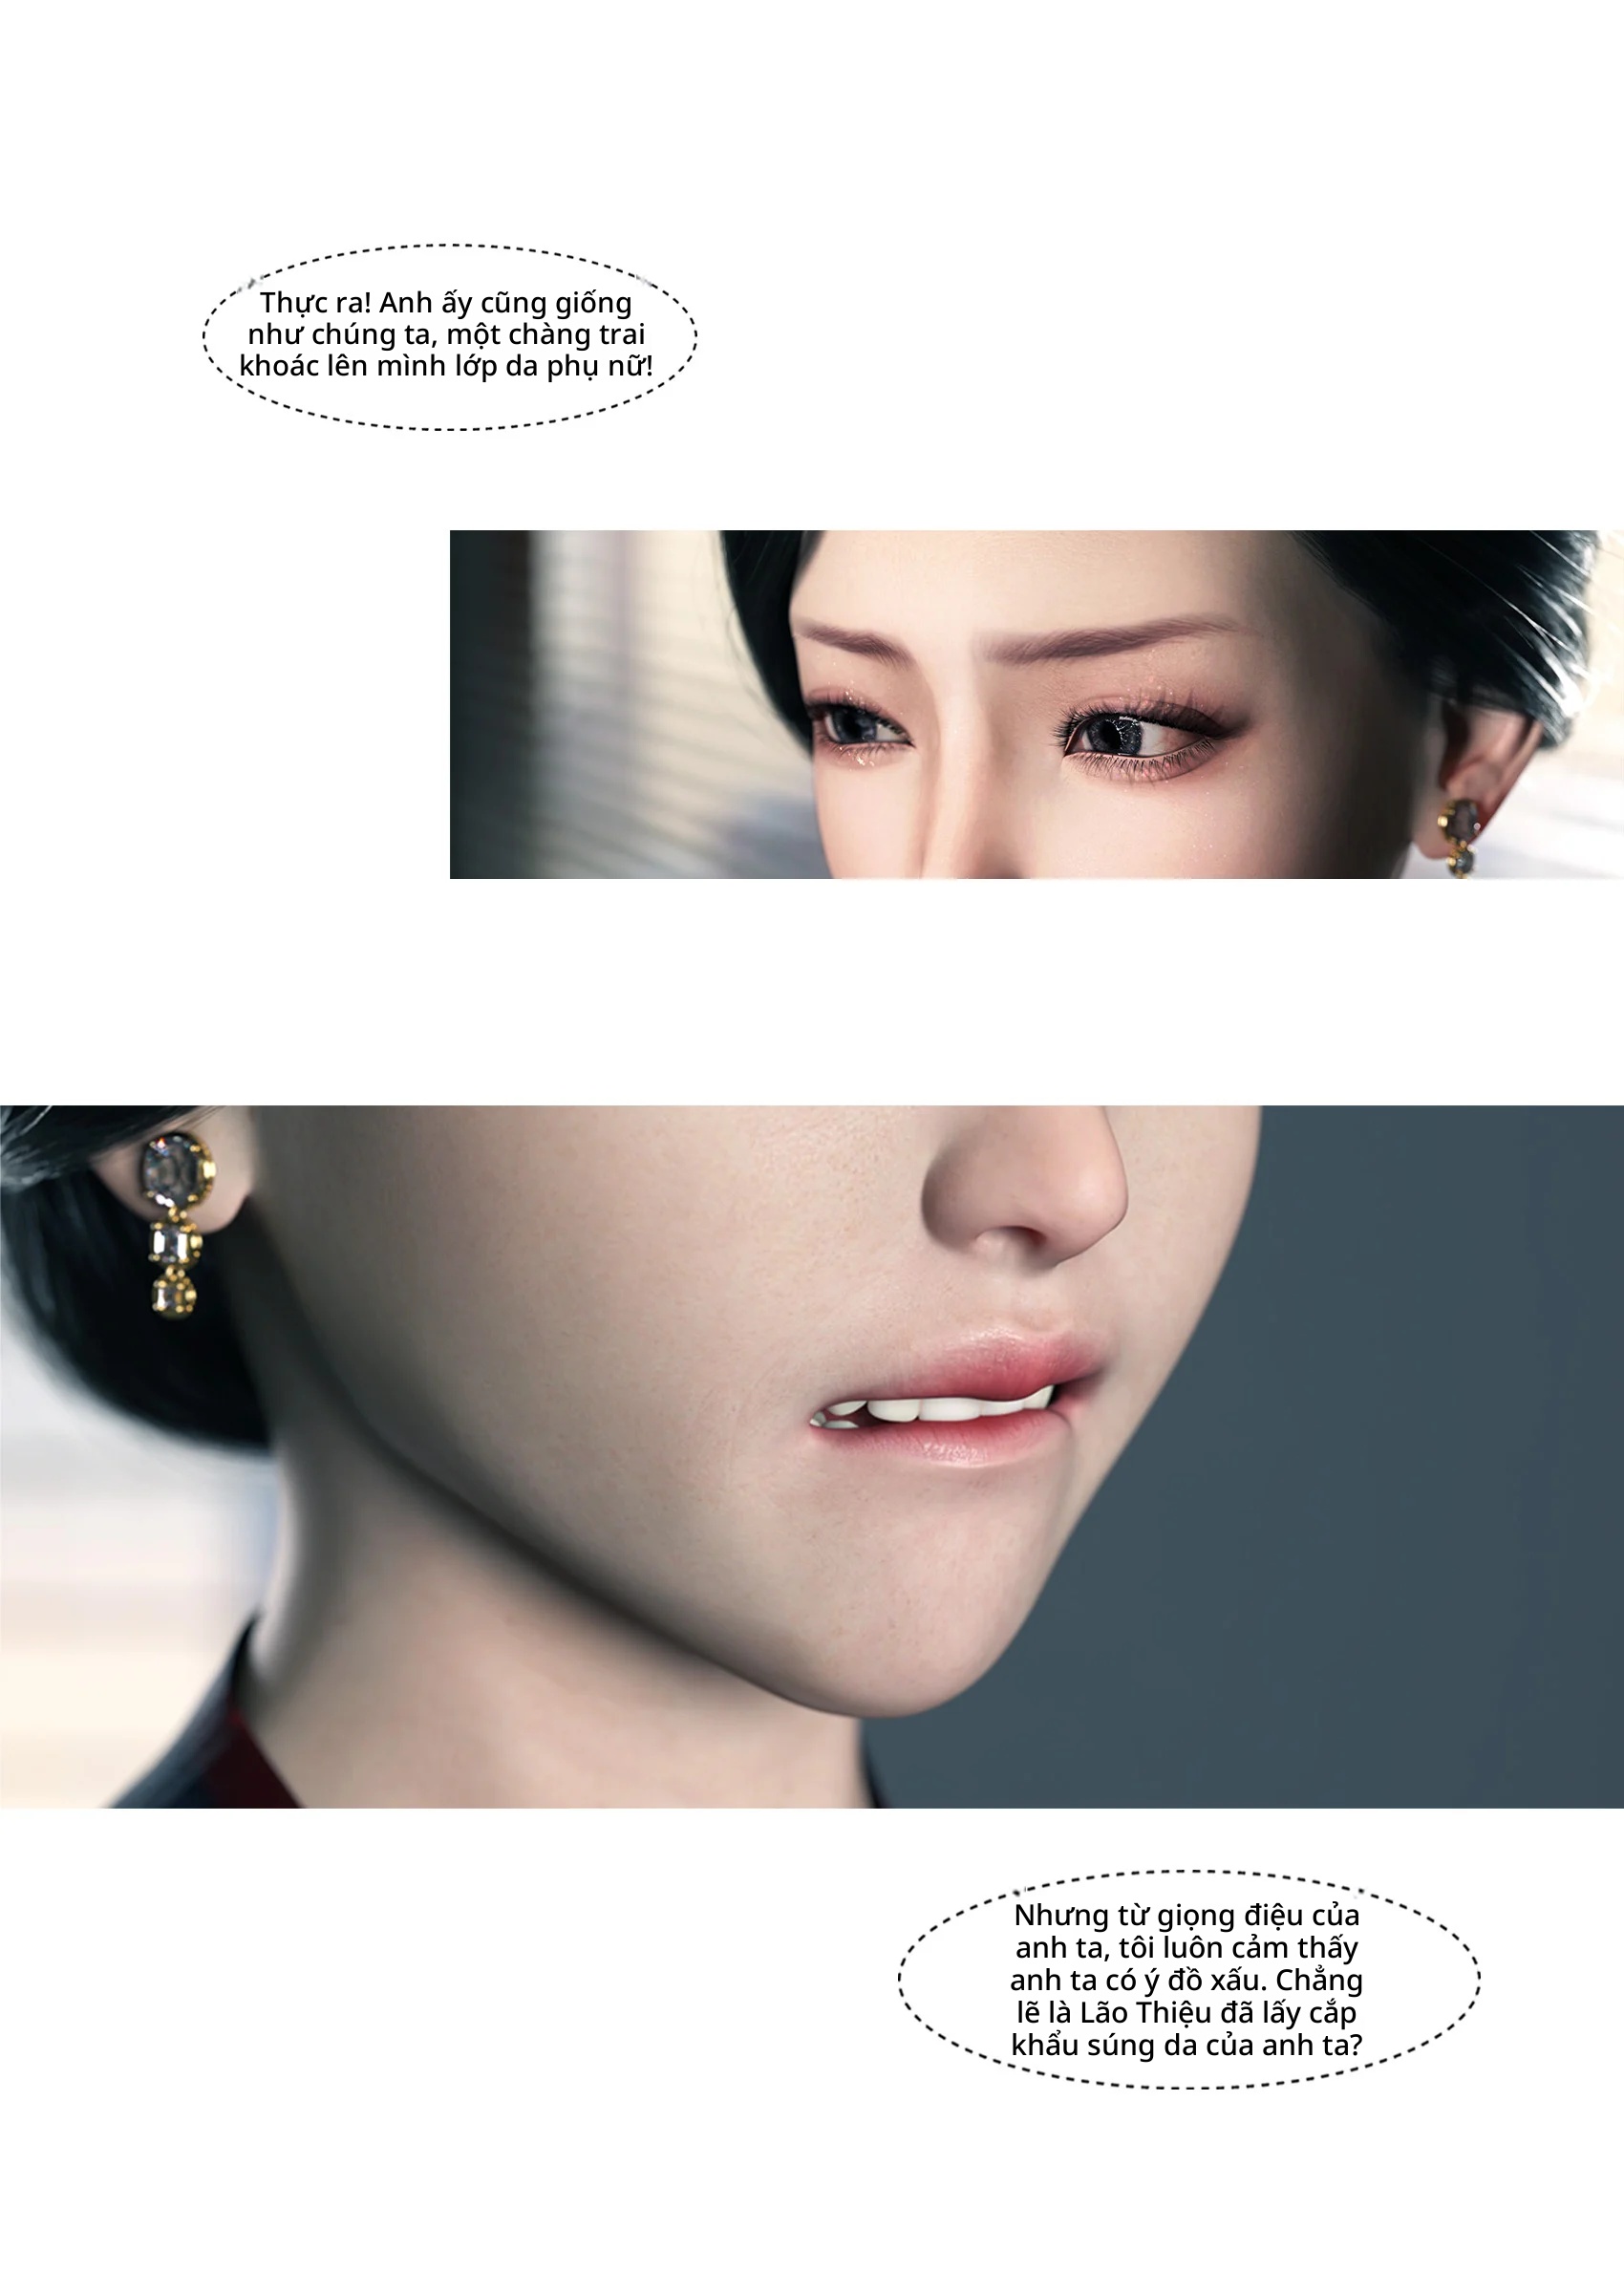 Thực ra! Anh ấy cũng giống
như chúng ta, một chàng trai
khoác lên mình lớp da phụ nữ!
Nhưng từ giọng điệu của
anh ta, tôi luôn cảm thấy
anh ta có ý đồ xấu. Chẳng
lẽ là Lão Thiệu đã lấy cắp
khẩu súng da của anh ta?